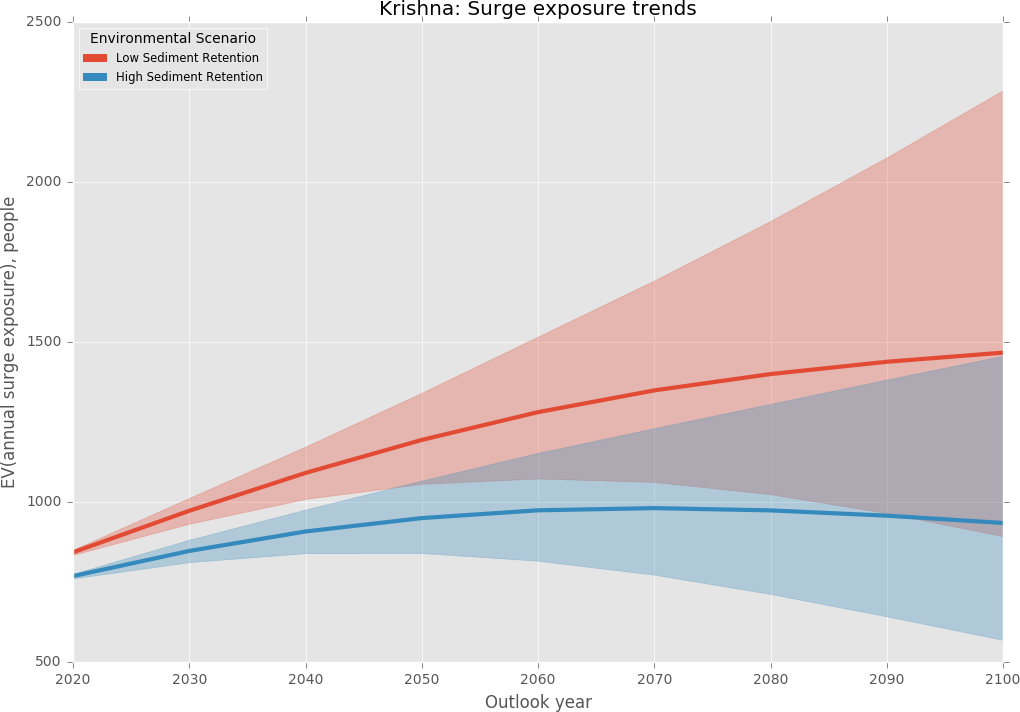 Krishna: Surge exposure trends
Environmental Scenario
Low Sediment Retention
High Sediment Retention
EV(annual surge exposure), people
2500
2000
1500
1000
500
2020 2030 2040 2050 2060 2070 2080 2090 2100
Outlook year